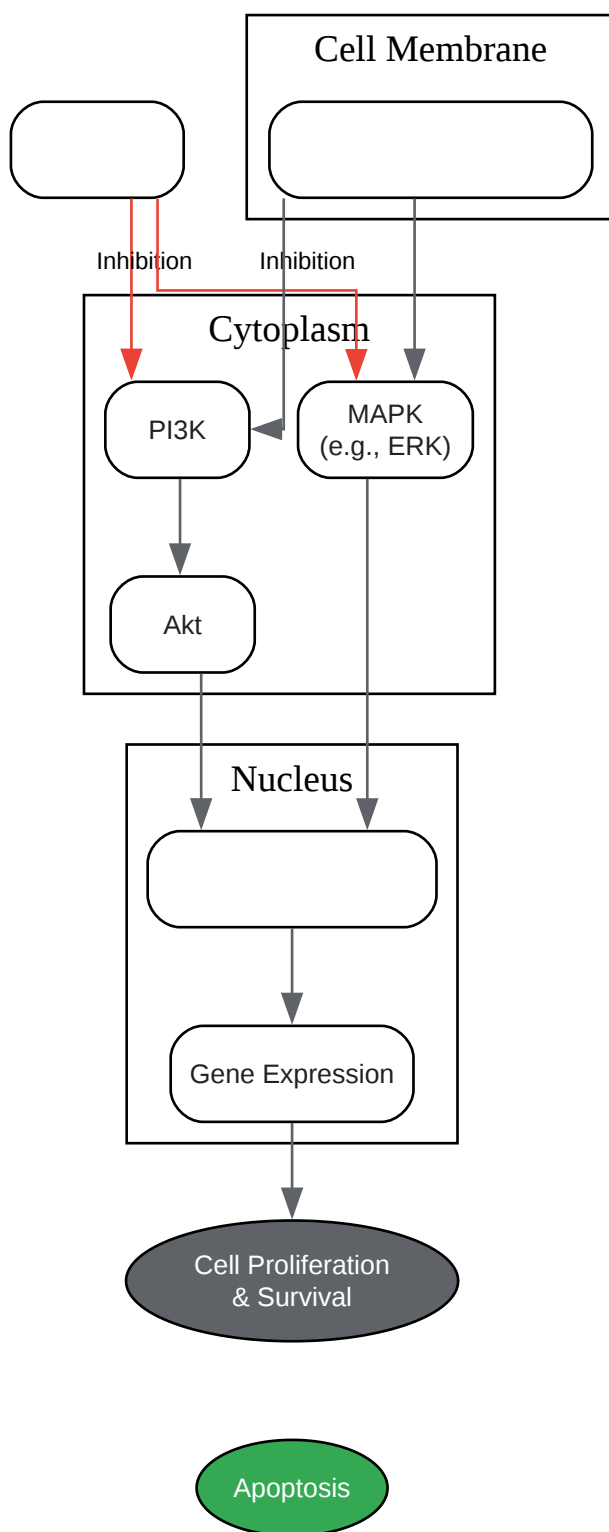 Cell Membrane
Inhibition
Inhibition
Cytoplasm
PI3K
MAPK
(e.g., ERK)
Akt
Nucleus
Gene Expression
Cell Proliferation
& Survival
Apoptosis